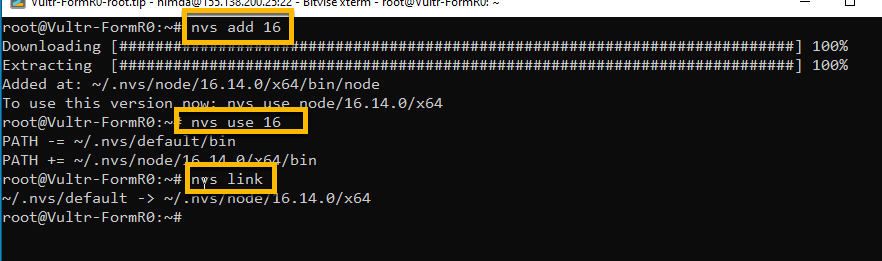 Vultr-FormR0-root.tlp - nimda@155.138.200.25:22 - Bitvise xterm - root@Vultr-FormR0: ~
root@Vultr-FormR0:~# nvs add 16
Downloading [###########################################################################] 100%
Extracting  [###########################################################################] 100%
Added at: ~/.nvs/node/16.14.0/x64/bin/node
To use this version now: nvs use node/16.14.0/x64
root@Vultr-FormR0:~# nvs use 16
PATH -= ~/.nvs/default/bin
PATH += ~/.nvs/node/16.14.0/x64/bin
root@Vultr-FormR0:~# nvs link
~/.nvs/default -> ~/.nvs/node/16.14.0/x64
root@Vultr-FormR0:~#